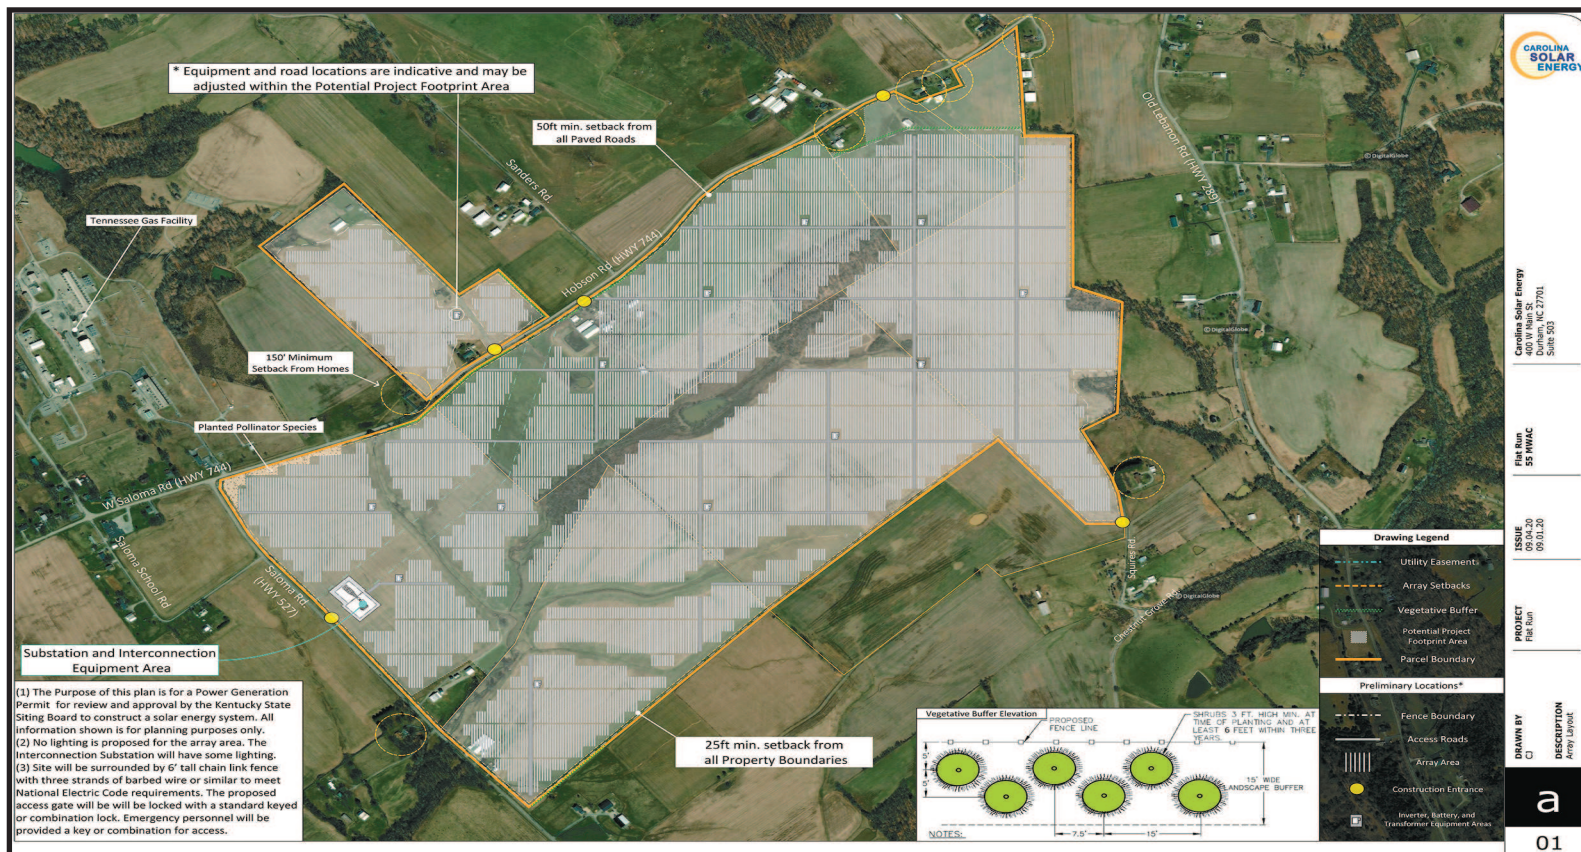 * Equipment and road locations are indicative and may be
adjusted within the Potential Project Footprint Area
50ft min. setback from
all Paved Roads
Sanders Rd.
Old Lebanon Rd (HWY 289)
© DigitalGlobe
Tennessee Gas Facility
Hobson Rd (HWY 744)
© DigitalGlobe
150' Minimum
Setback From Homes
Planted Pollinator Species
W Saloma Rd (HWY 744)
Saloma School Rd
Saloma Rd.
(HWY 527)
Squires Rd.
Chestnut Grove Rd.
© DigitalGlobe
Substation and Interconnection
Equipment Area
25ft min. setback from
all Property Boundaries
(1) The Purpose of this plan is for a Power Generation
Permit for review and approval by the Kentucky State
Siting Board to construct a solar energy system. All
information shown is for planning purposes only.
(2) No lighting is proposed for the array area. The
Interconnection Substation will have some lighting.
(3) Site will be surrounded by 6' tall chain link fence
with three strands of barbed wire or similar to meet
National Electric Code requirements. The proposed
access gate will be will be locked with a standard keyed
or combination lock. Emergency personnel will be
provided a key or combination for access.
Vegetative Buffer Elevation
PROPOSED
FENCE LINE
SHRUBS 3 FT. HIGH MIN. AT
TIME OF PLANTING AND AT
LEAST 6 FEET WITHIN THREE
YEARS.
15' WIDE
LANDSCAPE BUFFER
7.5'
15'
NOTES:
Drawing Legend
Utility Easement
Array Setbacks
Vegetative Buffer
Potential Project
Footprint Area
Parcel Boundary
Preliminary Locations*
Fence Boundary
Access Roads
Array Area
Construction Entrance
Inverter, Battery, and
Transformer Equipment Areas
CAROLINA
SOLAR
ENERGY
Carolina Solar Energy
400 W Main St
Durham, NC 27701
Suite 503
Flat Run
55 MWAC
ISSUE
09.04.20
09.01.20
PROJECT
Flat Run
DRAWN BY
CJ
DESCRIPTION
Array Layout
a
01